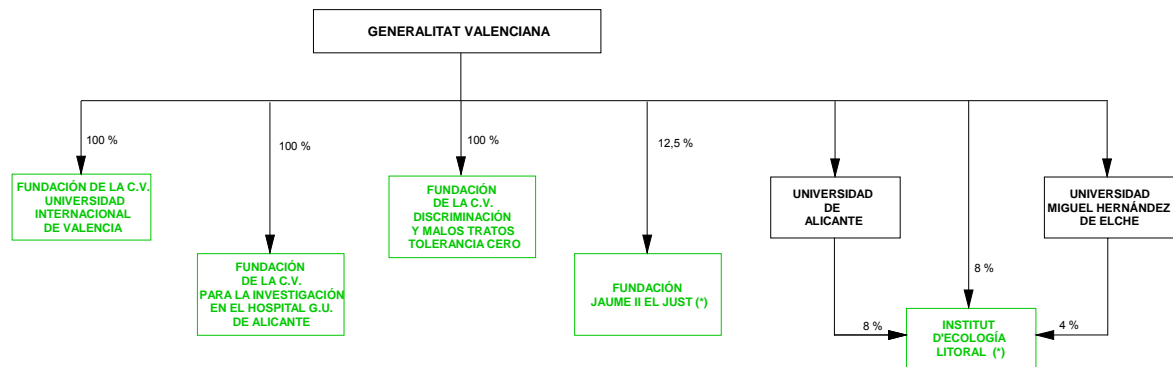 GENERALITAT VALENCIANA
100 %
100 %
100 %
12,5 %
FUNDACIÓN DE LA C.V.
UNIVERSIDAD
INTERNACIONAL
DE VALENCIA
FUNDACIÓN
DE LA C.V.
PARA LA INVESTIGACIÓN
EN EL HOSPITAL G.U.
DE ALICANTE
FUNDACIÓN
DE LA C.V.
DISCRIMINACIÓN
Y MALOS TRATOS
TOLERANCIA CERO
FUNDACIÓN
JAUME II EL JUST (*)
UNIVERSIDAD
DE
ALICANTE
UNIVERSIDAD
MIGUEL HERNÁNDEZ
DE ELCHE
8 %
8 %
4 %
INSTITUT
D'ECOLOGÍA
LITORAL (*)